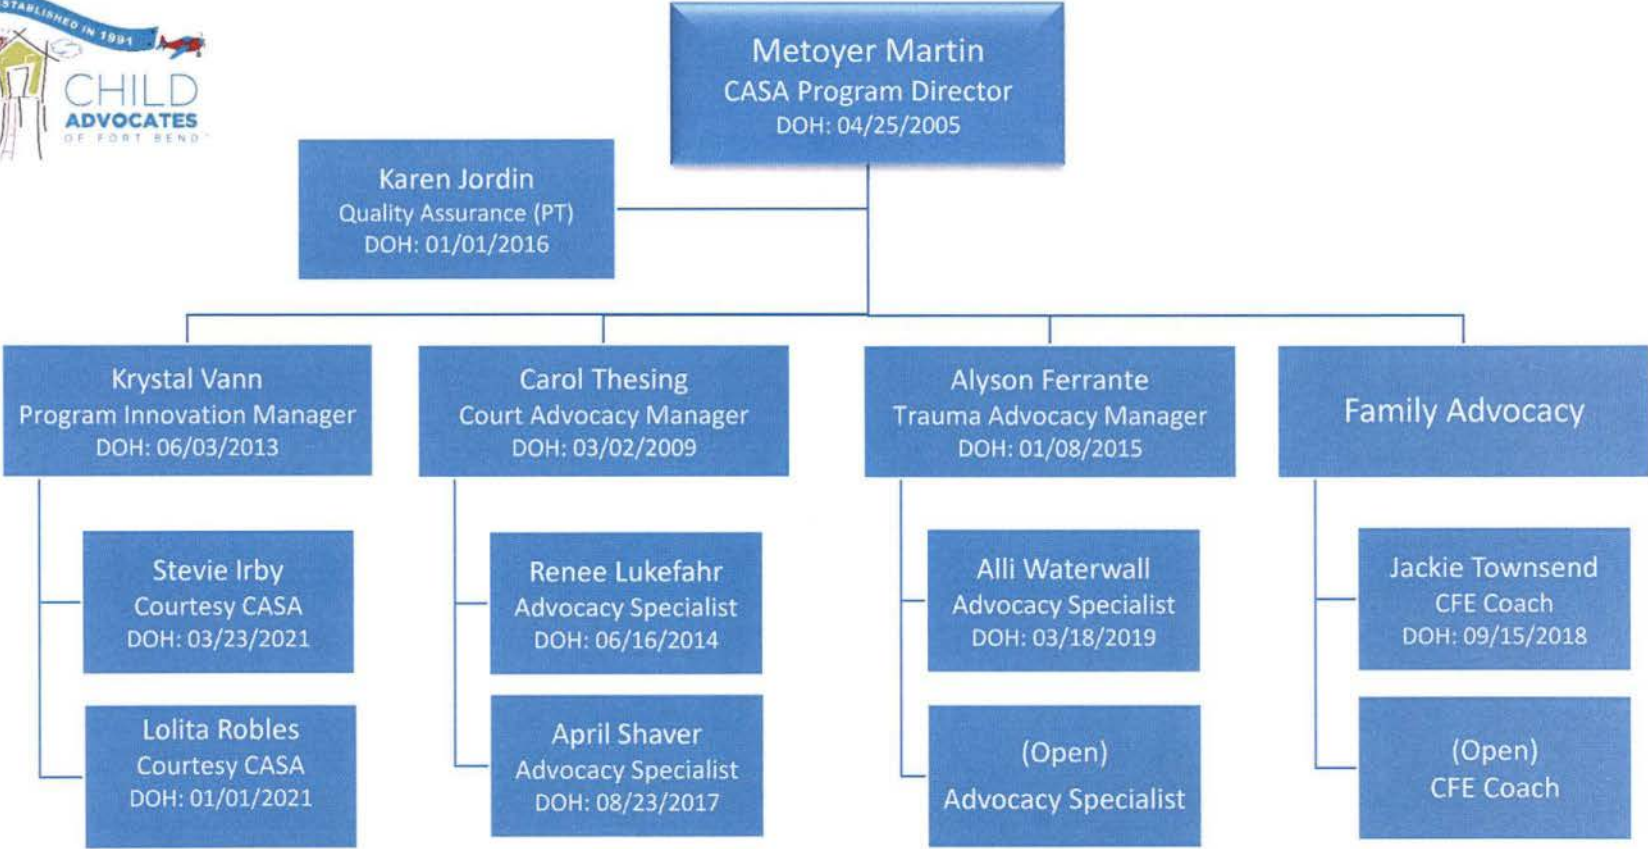 ESTABLISHED IN 1991
CHILD
ADVOCATES
OF FORT BEND
Metoyer Martin
CASA Program Director
DOH: 04/25/2005
Karen Jordin
Quality Assurance (PT)
DOH: 01/01/2016
Krystal Vann
Program Innovation Manager
DOH: 06/03/2013
Carol Thesing
Court Advocacy Manager
DOH: 03/02/2009
Alyson Ferrante
Trauma Advocacy Manager
DOH: 01/08/2015
Family Advocacy
Stevie Irby
Courtesy CASA
DOH: 03/23/2021
Renee Lukefahr
Advocacy Specialist
DOH: 06/16/2014
Alli Waterwall
Advocacy Specialist
DOH: 03/18/2019
Jackie Townsend
CFE Coach
DOH: 09/15/2018
Lolita Robles
Courtesy CASA
DOH: 01/01/2021
April Shaver
Advocacy Specialist
DOH: 08/23/2017
(Open)
Advocacy Specialist
(Open)
CFE Coach